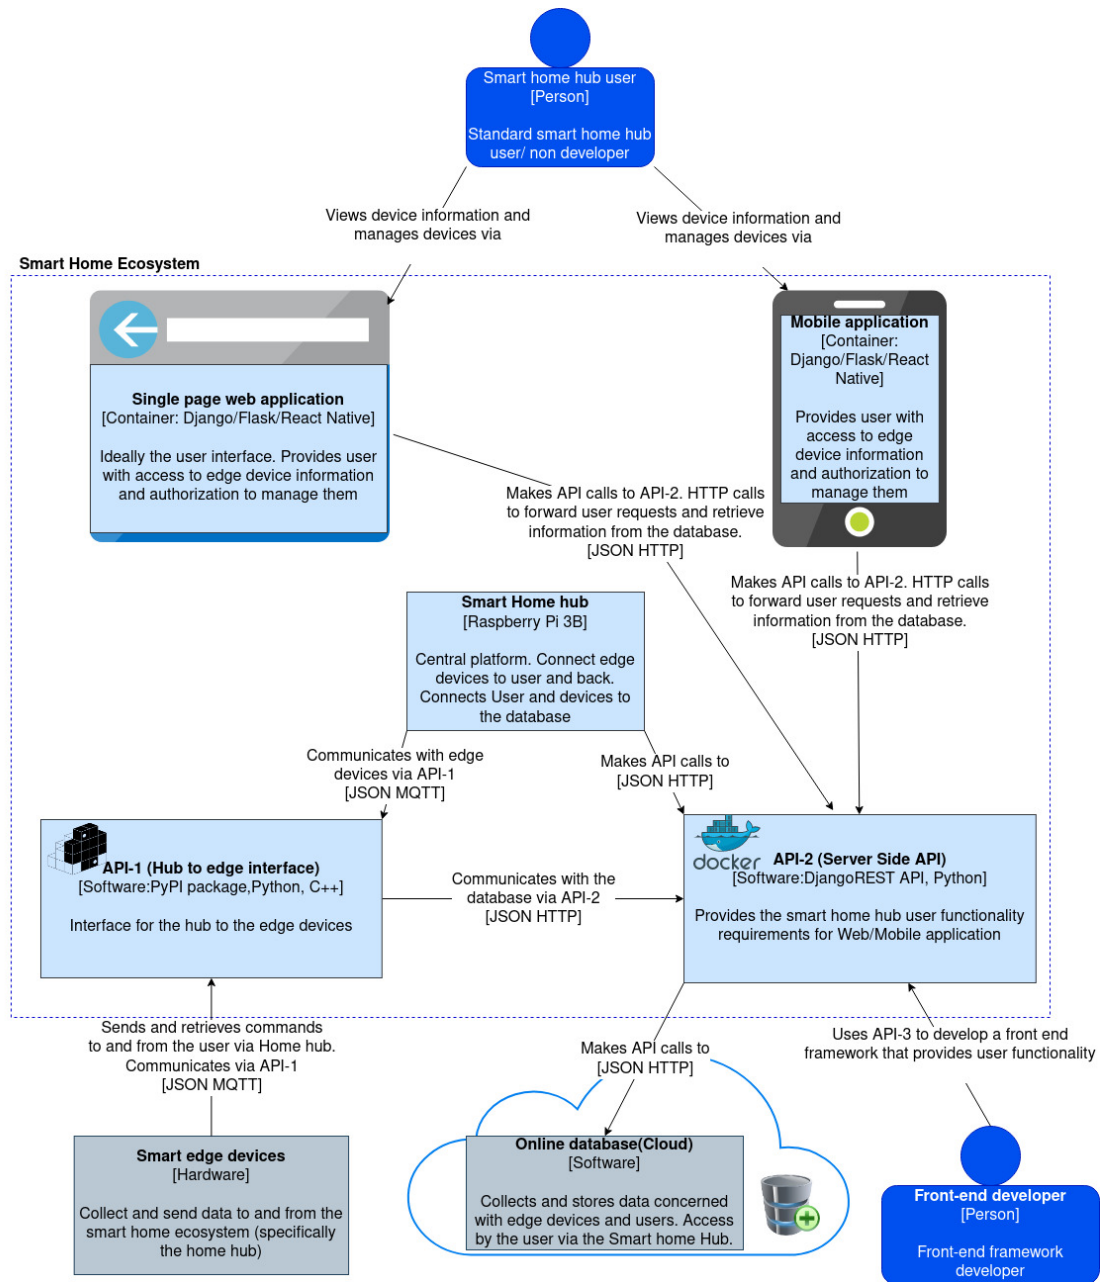 Smart home hub user
[Person]
Standard smart home hub
user/ non developer
Views device information and
manages devices via
Views device information and
manages devices via
Smart Home Ecosystem
Single page web application
[Container: Django/Flask/React Native]
Ideally the user interface. Provides user
with access to edge device information
and authorization to manage them
Mobile application
[Container:
Django/Flask/React
Native]
Provides user with
access to edge
device information
and authorization to
manage them
Makes API calls to API-2. HTTP calls
to forward user requests and retrieve
information from the database.
[JSON HTTP]
Makes API calls to API-2. HTTP calls
to forward user requests and retrieve
information from the database.
[JSON HTTP]
Smart Home hub
[Raspberry Pi 3B]
Central platform. Connect edge
devices to user and back.
Connects User and devices to
the database
Communicates with edge
devices via API-1
[JSON MQTT]
Makes API calls to
[JSON HTTP]
API-1 (Hub to edge interface)
[Software:PyPI package,Python, C++]
Interface for the hub to the edge devices
Communicates with the
database via API-2
[JSON HTTP]
docker
API-2 (Server Side API)
[Software:DjangoREST API, Python]
Provides the smart home hub user functionality
requirements for Web/Mobile application
Sends and retrieves commands
to and from the user via Home hub.
Communicates via API-1
[JSON MQTT]
Makes API calls to
[JSON HTTP]
Uses API-3 to develop a front end
framework that provides user functionality
Smart edge devices
[Hardware]
Collect and send data to and from the
smart home ecosystem (specifically
the home hub)
Online database(Cloud)
[Software]
Collects and stores data concerned
with edge devices and users. Access
by the user via the Smart home Hub.
Front-end developer
[Person]
Front-end framework
developer